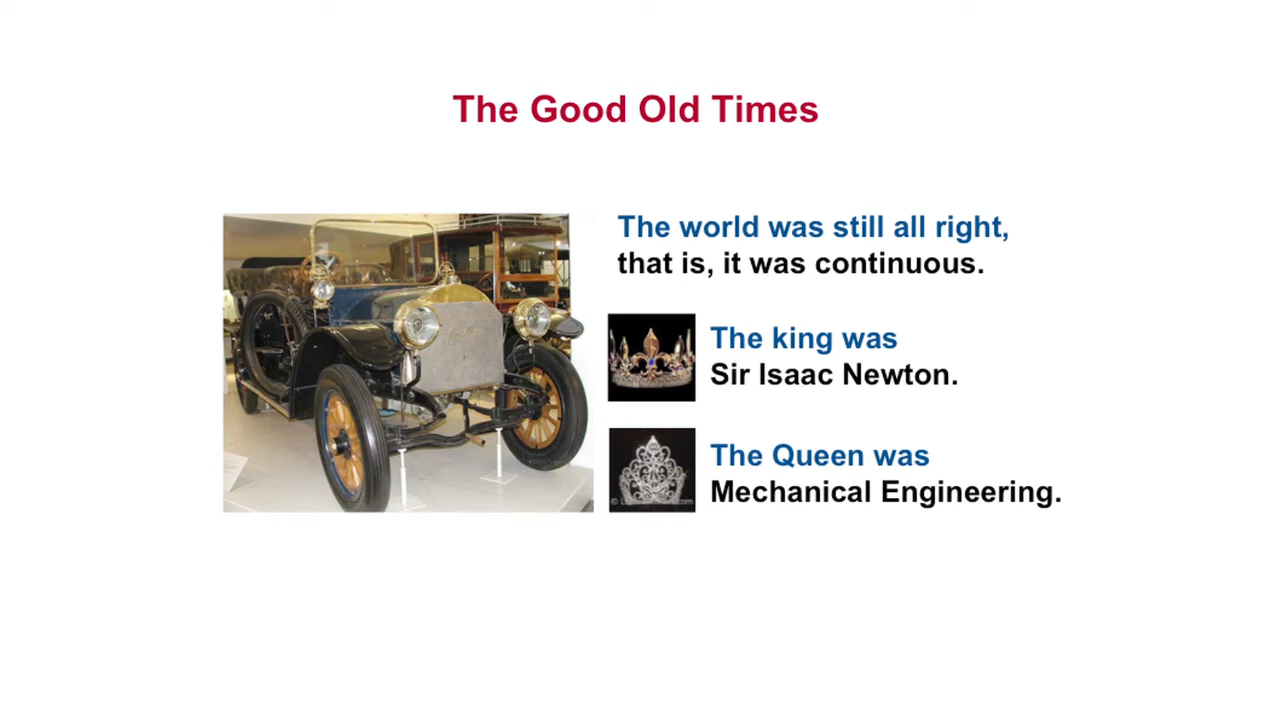 The Good Old Times
The world was still all right,
that is, it was continuous.
The king was
Sir Isaac Newton.
The Queen was
Mechanical Engineering.